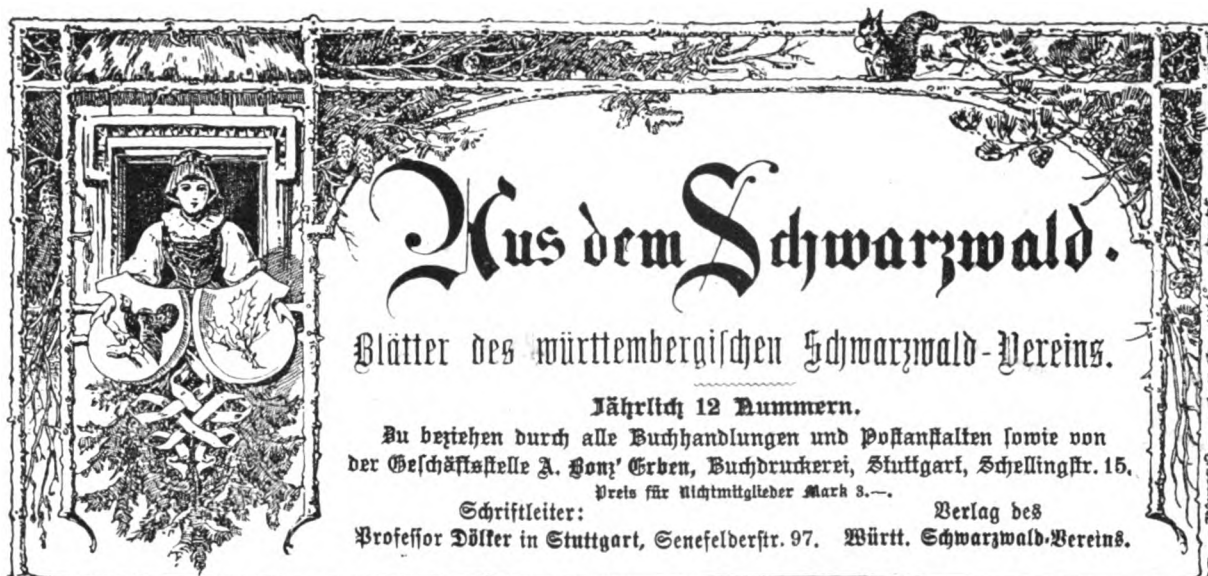 Aus dem Schwarzwald.
Blätter des württembergischen Schwarzwald-Vereins.
Jährlich 12 Nummern.
Zu beziehen durch alle Buchhandlungen und Postanstalten sowie von
der Geschäftsstelle A. Bonz' Erben, Buchdruckerei, Stuttgart, Schellingstr. 15.
Preis für Nichtmitglieder Mark 3.—.
Schriftleiter:
Professor Dölker in Stuttgart, Senefelderstr. 97.
Verlag des
Württ. Schwarzwald-Vereins.